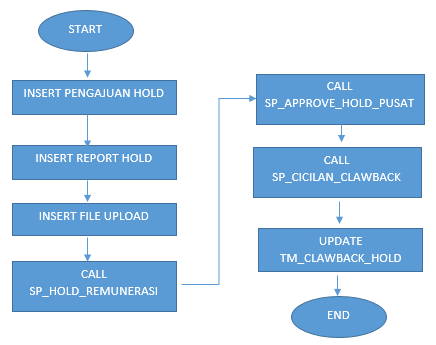 START
INSERT PENGAJUAN HOLD
INSERT REPORT HOLD
INSERT FILE UPLOAD
CALL
SP_HOLD_REMUNERASI
CALL
SP_APPROVE_HOLD_PUSAT
CALL
SP_CICILAN_CLAWBACK
UPDATE
TM_CLAWBACK_HOLD
END